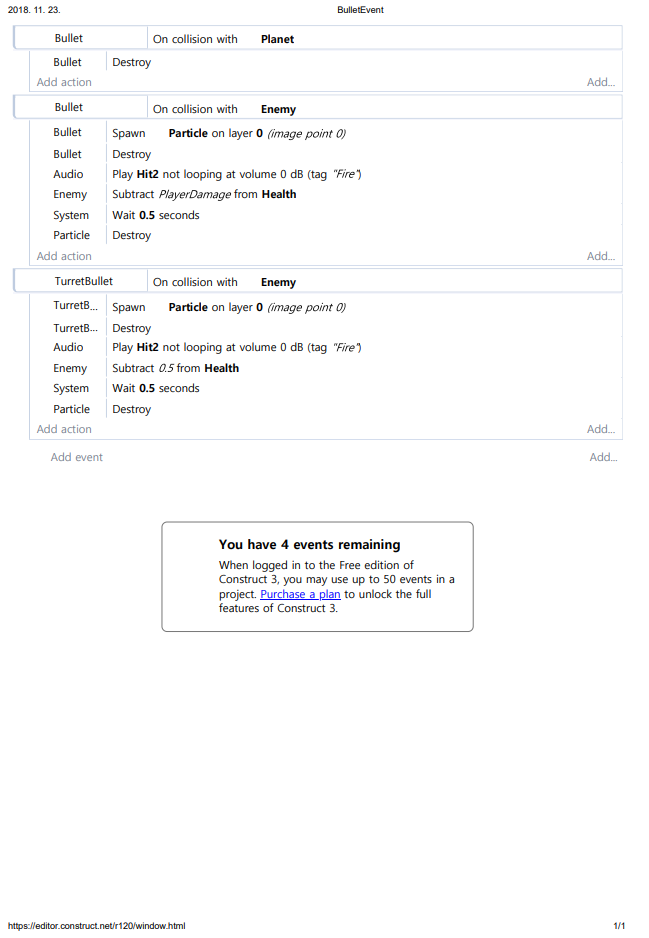 2018. 11. 23. BulletEvent
Bullet On collision with Planet
Bullet Destroy
Add action Add...
Bullet On collision with Enemy
Bullet Spawn Particle on layer 0 (image point 0)
Bullet Destroy
Audio Play Hit2 not looping at volume 0 dB (tag "Fire")
Enemy Subtract PlayerDamage from Health
System Wait 0.5 seconds
Particle Destroy
Add action Add...
TurretBullet On collision with Enemy
TurretB... Spawn Particle on layer 0 (image point 0)
TurretB... Destroy
Audio Play Hit2 not looping at volume 0 dB (tag "Fire")
Enemy Subtract 0.5 from Health
System Wait 0.5 seconds
Particle Destroy
Add action Add...
Add event Add...
You have 4 events remaining
When logged in to the Free edition of
Construct 3, you may use up to 50 events in a
project. Purchase a plan to unlock the full
features of Construct 3.
https://editor.construct.net/r120/window.html 1/1